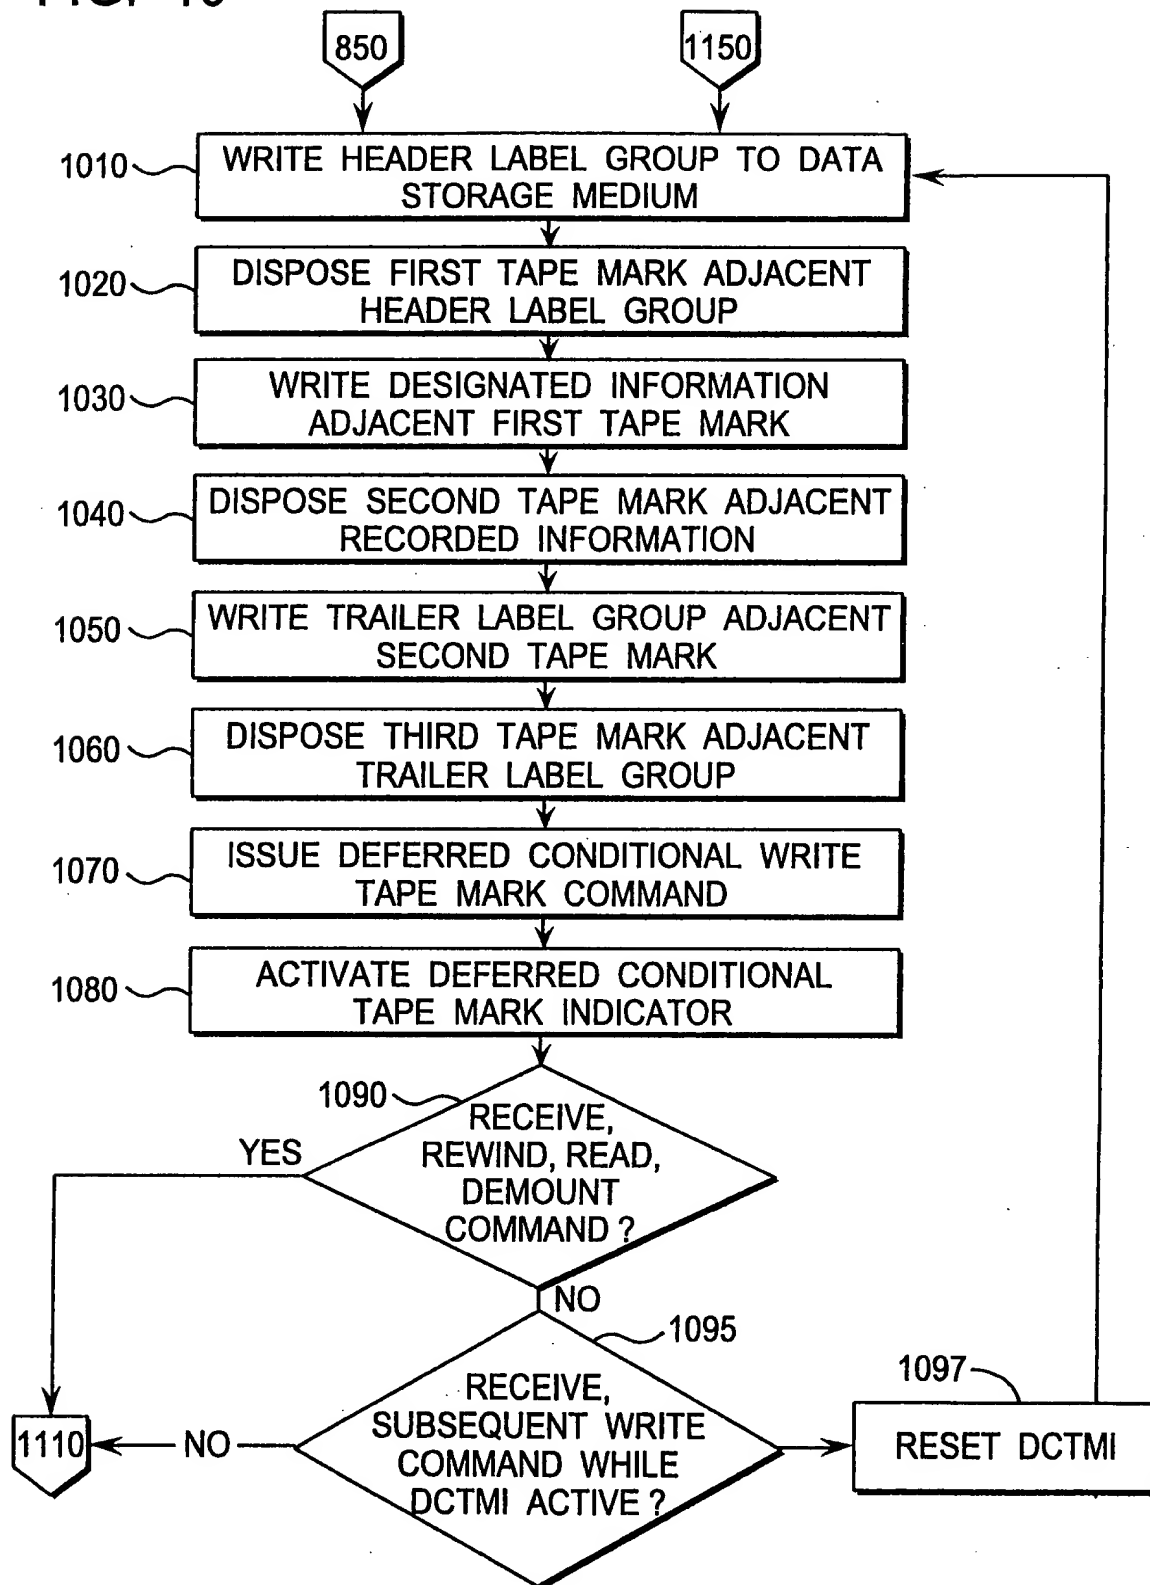 850
1150
1010
WRITE HEADER LABEL GROUP TO DATA
STORAGE MEDIUM
1020
DISPOSE FIRST TAPE MARK ADJACENT
HEADER LABEL GROUP
1030
WRITE DESIGNATED INFORMATION
ADJACENT FIRST TAPE MARK
1040
DISPOSE SECOND TAPE MARK ADJACENT
RECORDED INFORMATION
1050
WRITE TRAILER LABEL GROUP ADJACENT
SECOND TAPE MARK
1060
DISPOSE THIRD TAPE MARK ADJACENT
TRAILER LABEL GROUP
1070
ISSUE DEFERRED CONDITIONAL WRITE
TAPE MARK COMMAND
1080
ACTIVATE DEFERRED CONDITIONAL
TAPE MARK INDICATOR
1090
RECEIVE,
REWIND, READ,
DEMOUNT
COMMAND ?
YES
NO
1095
RECEIVE,
SUBSEQUENT WRITE
COMMAND WHILE
DCTMI ACTIVE ?
NO
1110
1097
RESET DCTMI